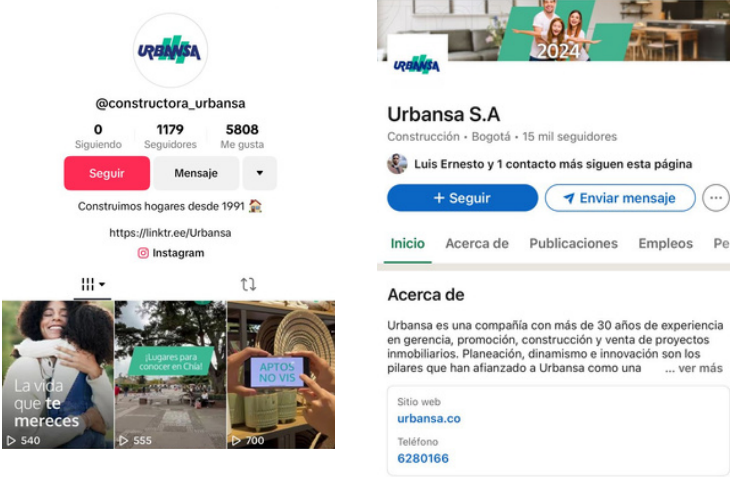 URBANSA
@constructora_urbansa
0 1179 5808
Siguiendo Seguidores Me gusta
Seguir Mensaje
Construimos hogares desde 1991
https://linktr.ee/Urbansa
Instagram
La vida
que te
mereces
540
¡Lugares para
conocer en Chía!
555
APTOS
NO VIS
700
2024
URBANSA
Urbansa S.A
Construcción • Bogotá • 15 mil seguidores
Luis Ernesto y 1 contacto más siguen esta página
+ Seguir Enviar mensaje
Inicio Acerca de Publicaciones Empleos Pe
Acerca de
Urbansa es una compañía con más de 30 años de experiencia
en gerencia, promoción, construcción y venta de proyectos
inmobiliarios. Planeación, dinamismo e innovación son los
pilares que han afianzado a Urbansa como una ... ver más
Sitio web
urbansa.co
Teléfono
6280166